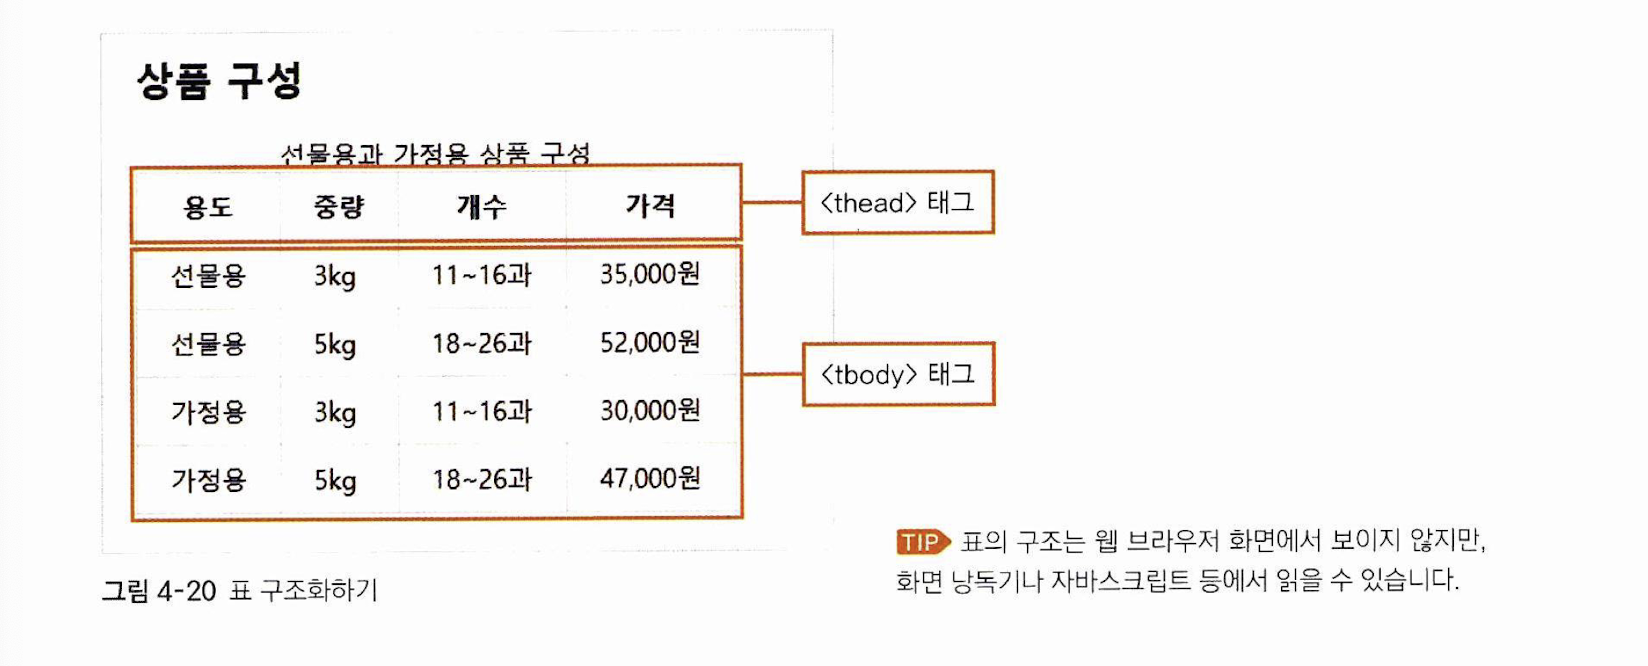 상품 구성
선물용과 가정용 상품 구성
용도 중량 개수 가격
<thead> 태그
선물용 3kg 11~16과 35,000원
선물용 5kg 18~26과 52,000원
<tbody> 태그
가정용 3kg 11~16과 30,000원
가정용 5kg 18~26과 47,000원
TIP 표의 구조는 웹 브라우저 화면에서 보이지 않지만,
화면 낭독기나 자바스크립트 등에서 읽을 수 있습니다.
그림 4-20 표 구조화하기